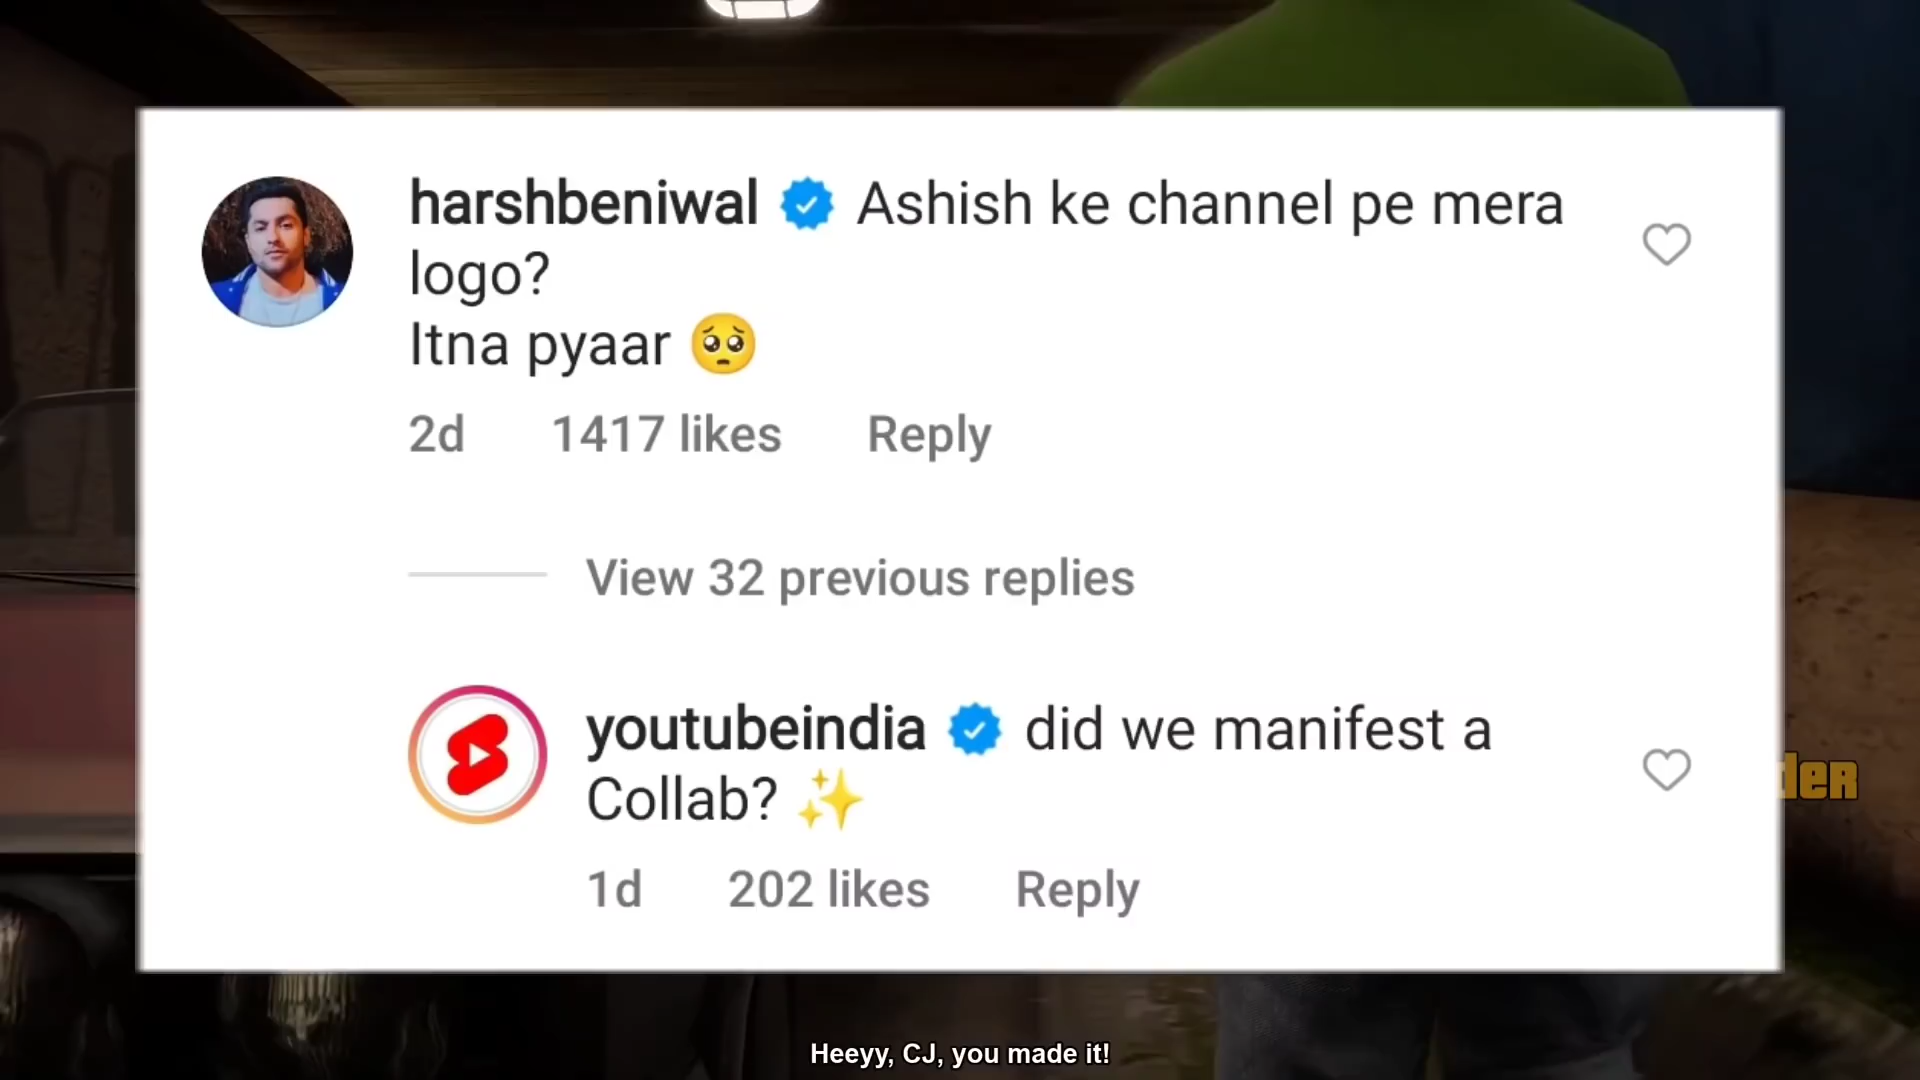 harshbeniwal Ashish ke channel pe mera
logo?
Itna pyaar 🥺
2d 1417 likes Reply
View 32 previous replies
youtubeindia did we manifest a
Collab? ✨
1d 202 likes Reply
Heeyy, CJ, you made it!